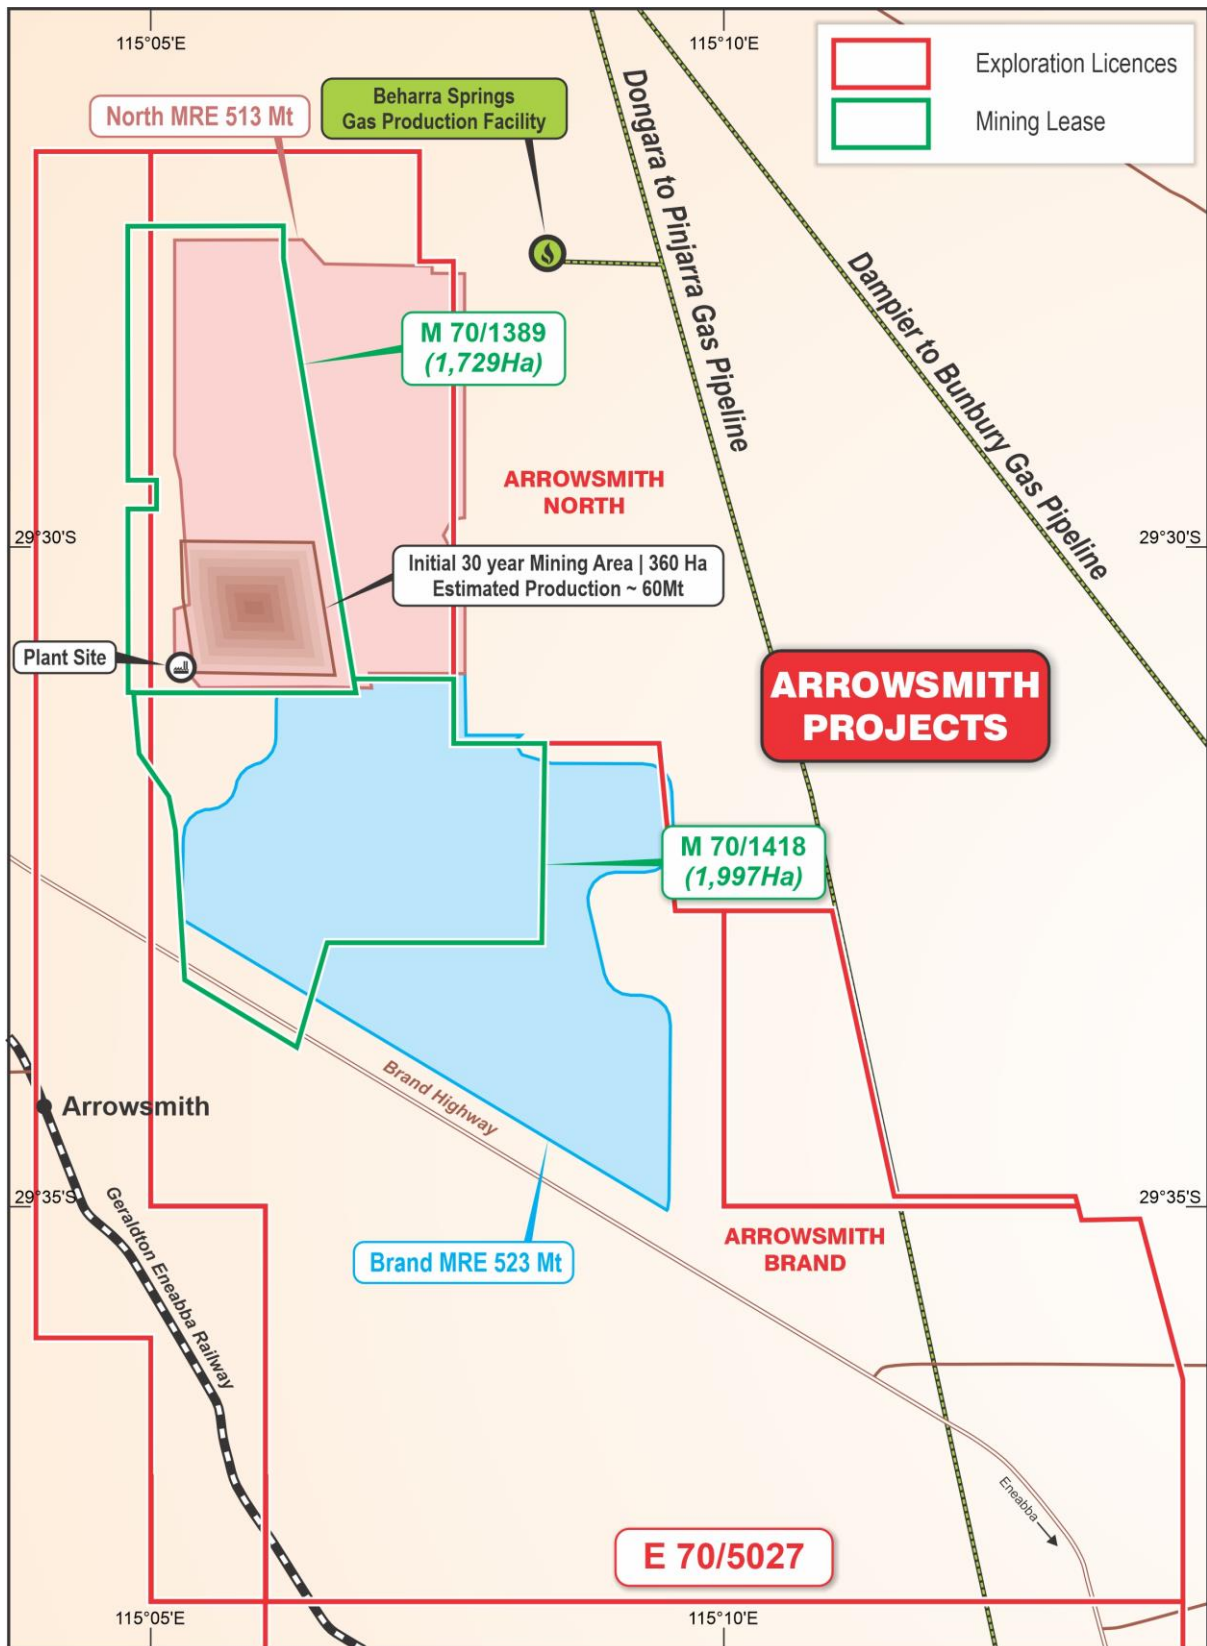 115°05'E
115°10'E
Exploration Licences
Mining Lease
North MRE 513 Mt
Beharra Springs
Gas Production Facility
Dongara to Pinjarra Gas Pipeline
Dampier to Bunbury Gas Pipeline
M 70/1389
(1,729Ha)
ARROWSMITH
NORTH
29°30'S
29°30'S
Initial 30 year Mining Area | 360 Ha
Estimated Production ~ 60Mt
Plant Site
ARROWSMITH
PROJECTS
M 70/1418
(1,997Ha)
Brand Highway
Arrowsmith
Geraldton Eneabba Railway
29°35'S
29°35'S
Brand MRE 523 Mt
ARROWSMITH
BRAND
Eneabba
E 70/5027
115°05'E
115°10'E